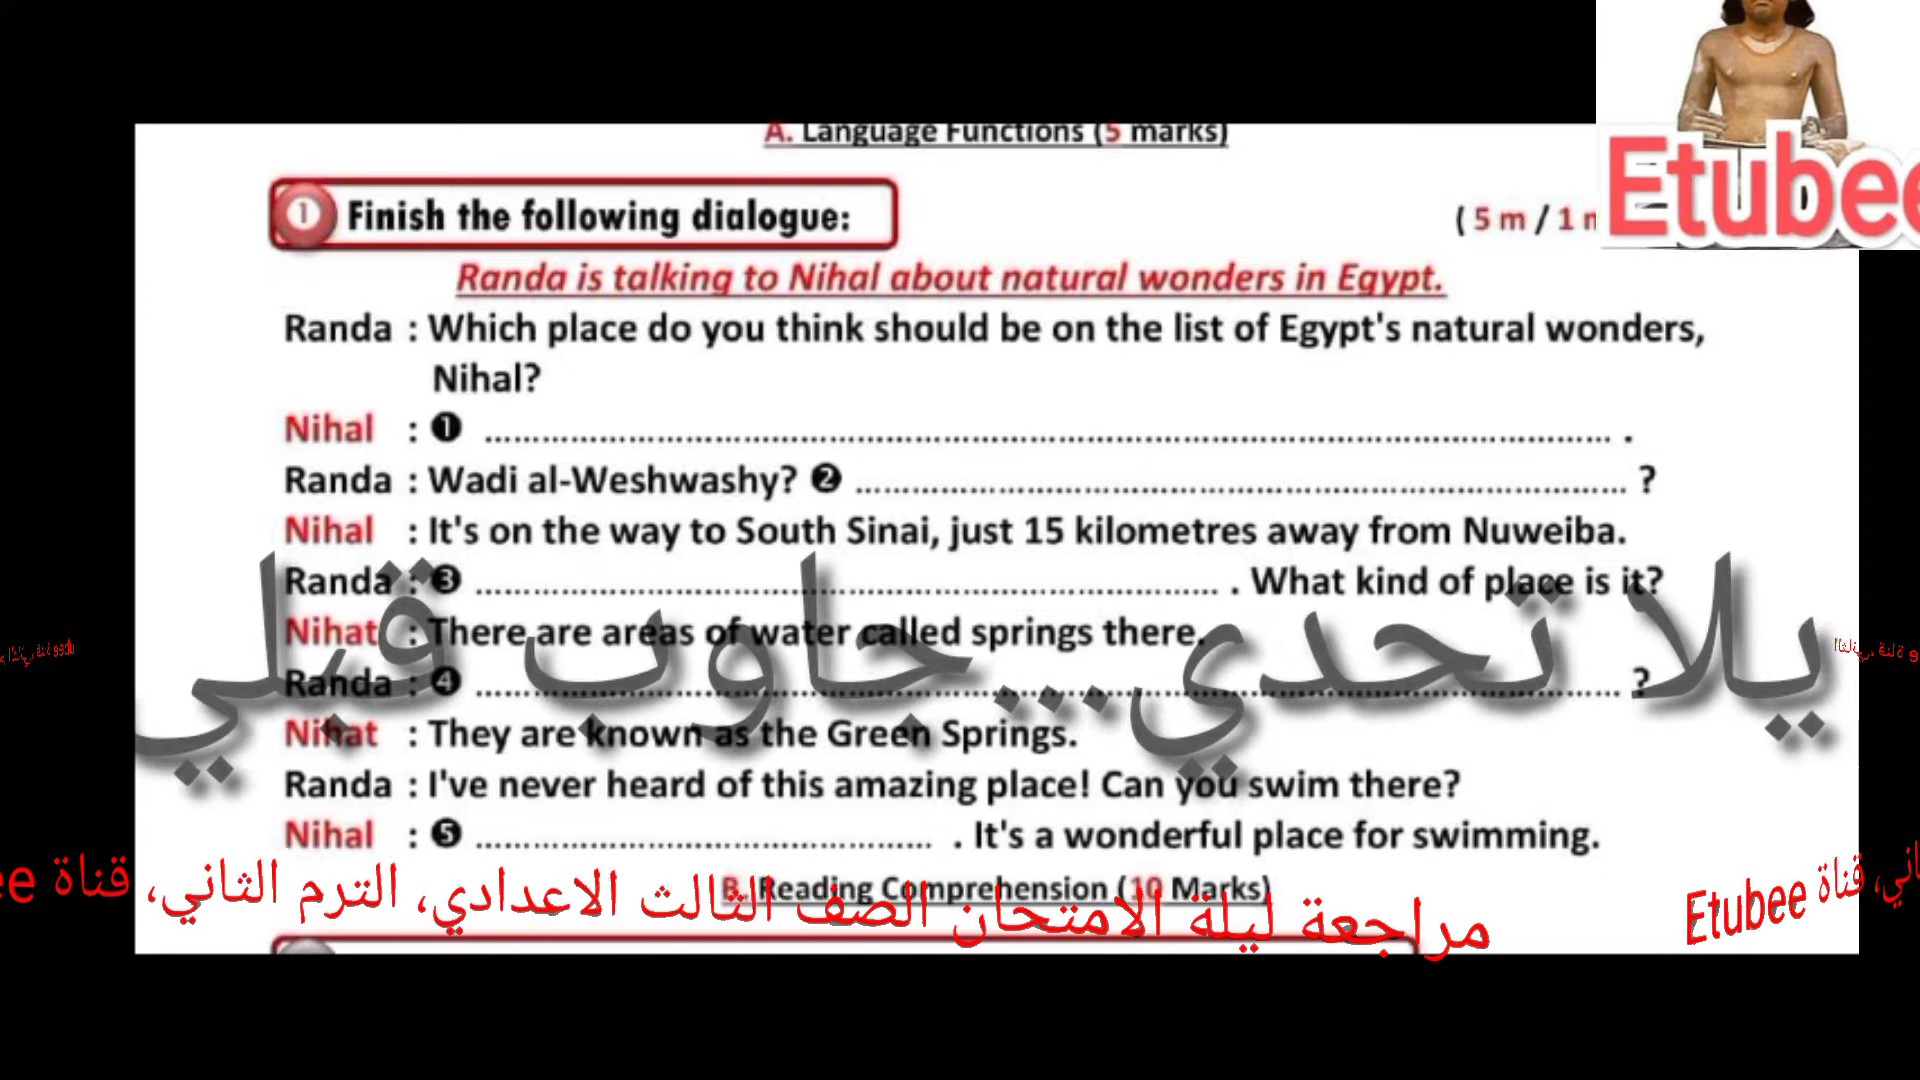 A. Language Functions (5 marks)
Etubee
1 Finish the following dialogue:
( 5 m / 1
Randa is talking to Nihal about natural wonders in Egypt.
Randa : Which place do you think should be on the list of Egypt's natural wonders,
Nihal?
Nihal : ❶ .................................................. .
Randa : Wadi al-Weshwashy? ❷ .................................................. ?
Nihal : It's on the way to South Sinai, just 15 kilometres away from Nuweiba.
Randa : ❸ .................................................. . What kind of place is it?
يلا تحدي...جاوب قبلي
Nihat : There are areas of water called springs there.
Randa : ❹ .................................................. ?
Nihat : They are known as the Green Springs.
Randa : I've never heard of this amazing place! Can you swim there?
Nihal : ❺ .................................................. . It's a wonderful place for swimming.
مراجعة ليلة الامتحان الصف الثالث الاعدادي، الترم الثاني، قناة
قناة Etubee
B. Reading Comprehension (10 Marks)